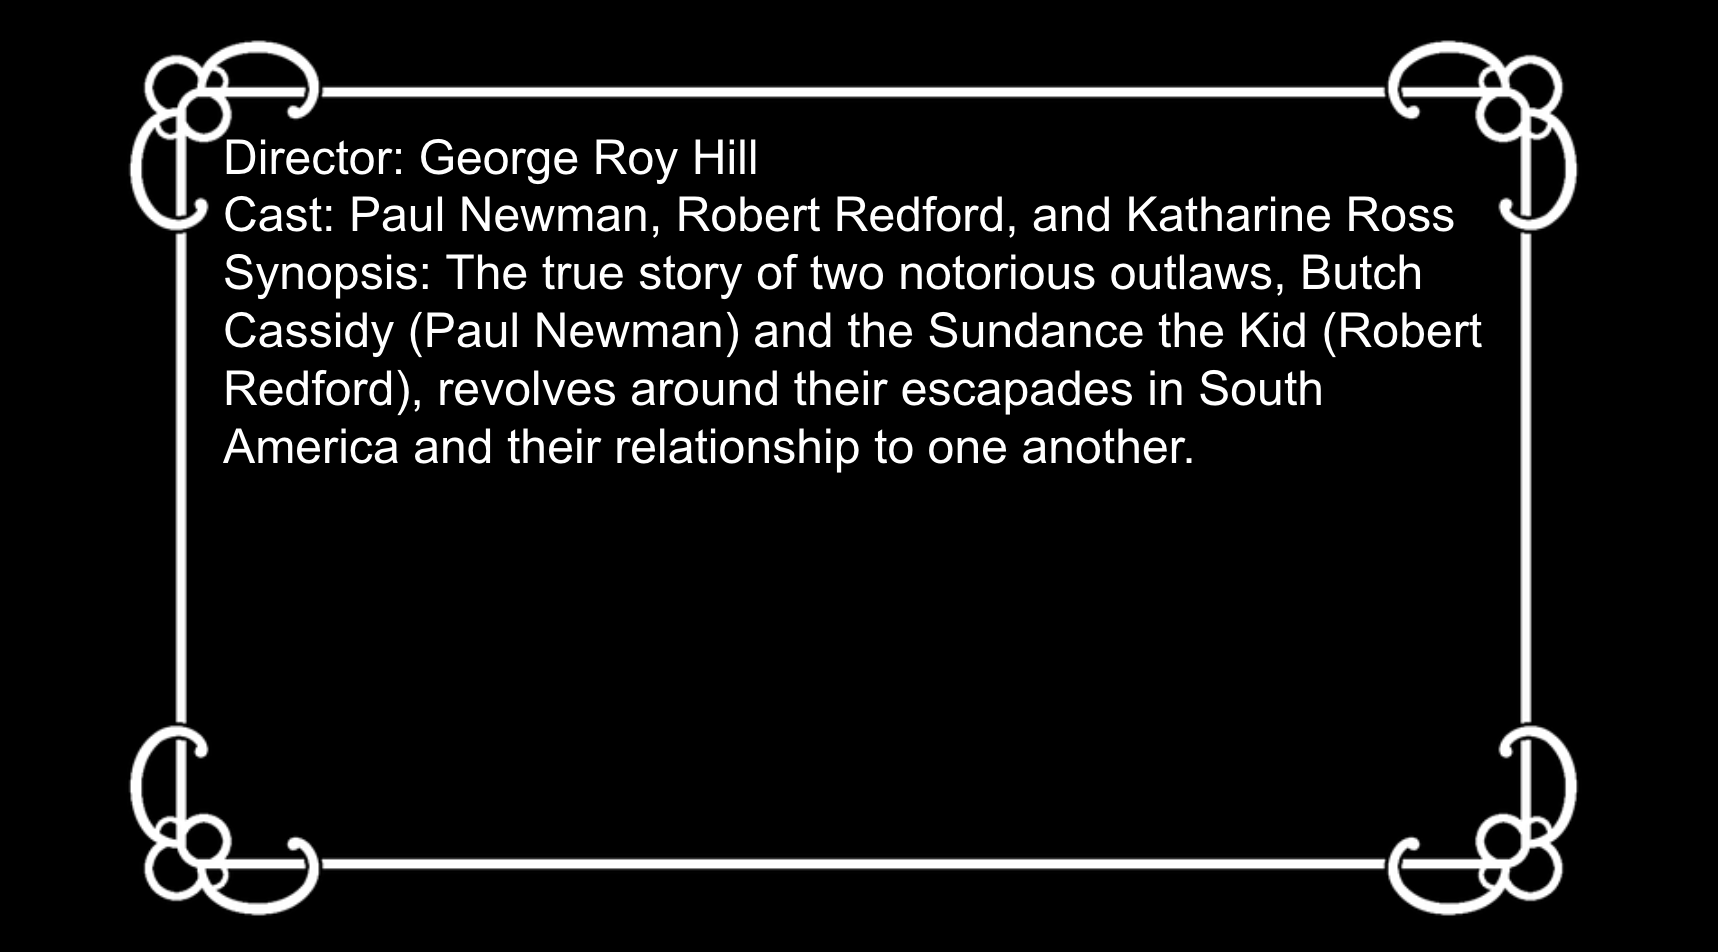 Director: George Roy Hill
Cast: Paul Newman, Robert Redford, and Katharine Ross
Synopsis: The true story of two notorious outlaws, Butch
Cassidy (Paul Newman) and the Sundance the Kid (Robert
Redford), revolves around their escapades in South
America and their relationship to one another.